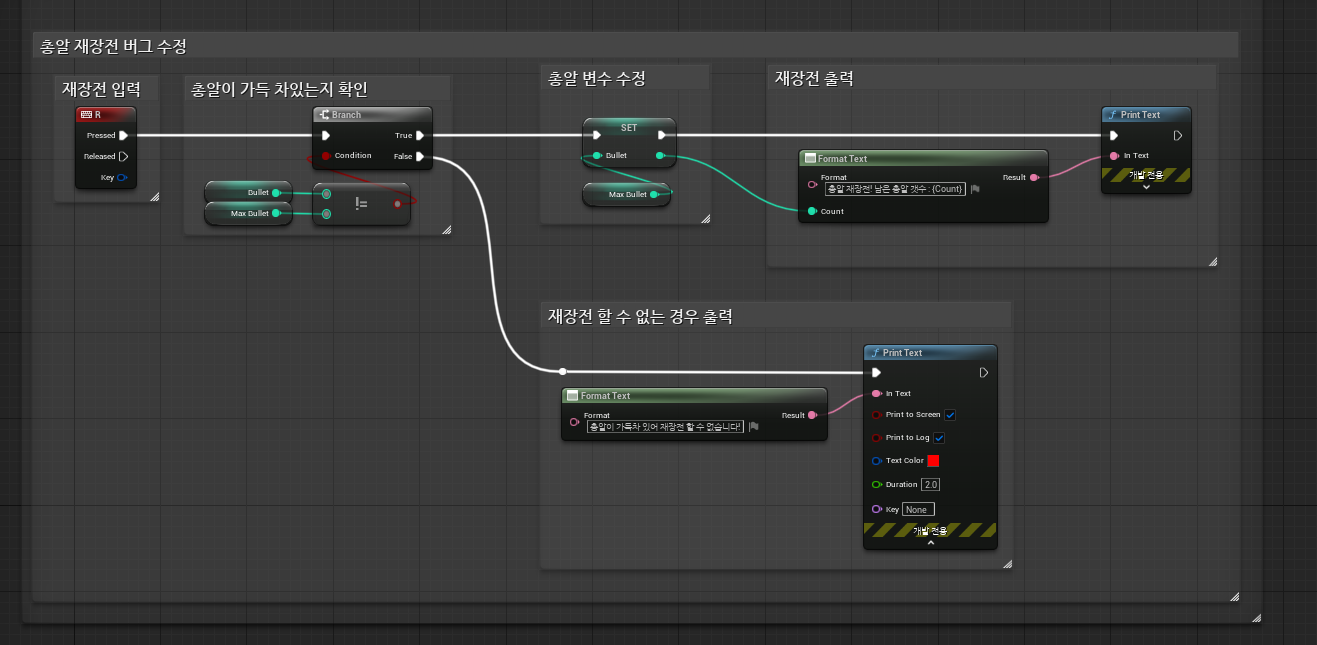 총알 재장전 버그 수정
재장전 입력
총알이 가득 차있는지 확인
총알 변수 수정
재장전 출력
R
Pressed
Released
Key
Branch
True
Condition
False
Bullet
Max Bullet
!=
SET
Bullet
Max Bullet
Format Text
Format
총알 재장전! 남은 총알 갯수 : {Count}
Result
Count
Print Text
In Text
개발 전용
재장전 할 수 없는 경우 출력
Format Text
Format
총알이 가득차 있어 재장전 할 수 없습니다!
Result
Print Text
In Text
Print to Screen
Print to Log
Text Color
Duration 2.0
Key None
개발 전용